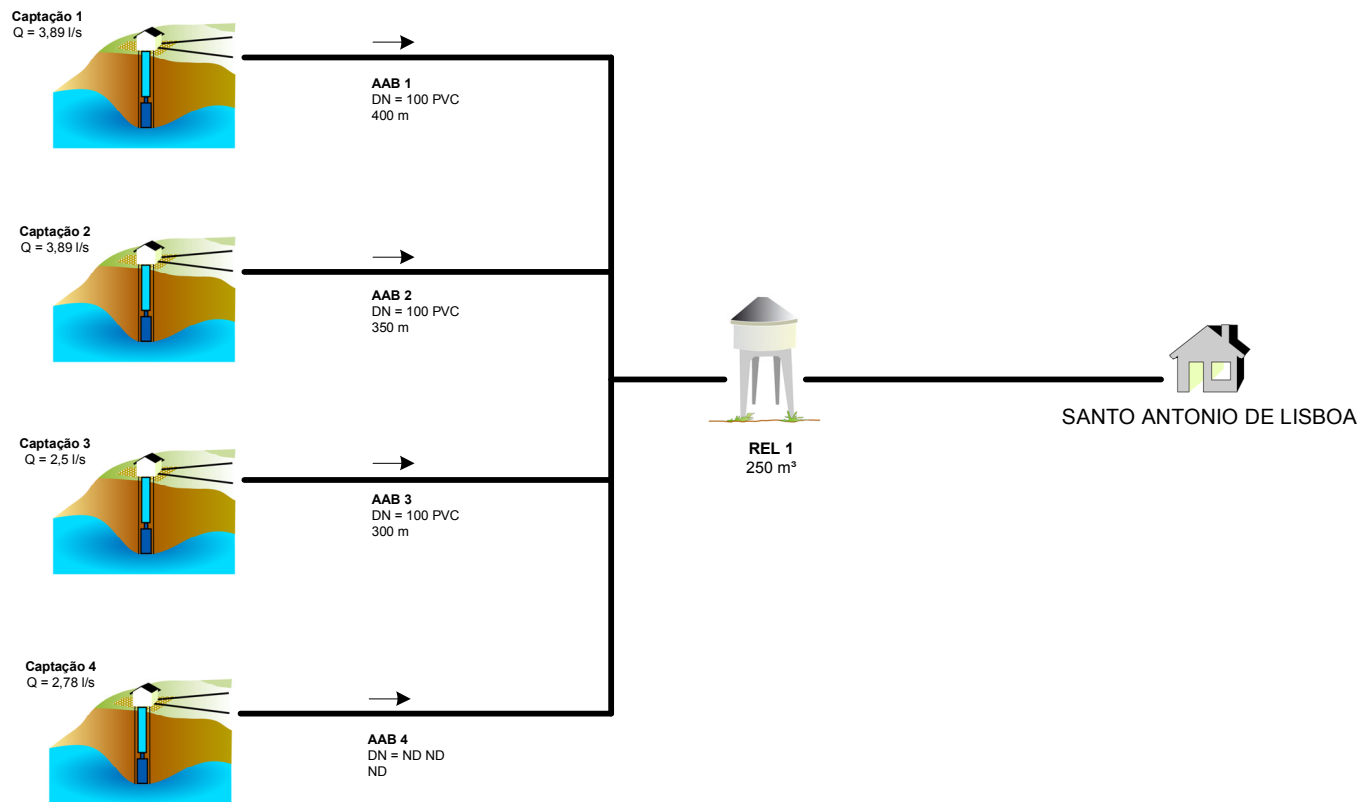 Captação 1
Q = 3,89 l/s
AAB 1
DN = 100 PVC
400 m
Captação 2
Q = 3,89 l/s
AAB 2
DN = 100 PVC
350 m
REL 1
250 m³
SANTO ANTONIO DE LISBOA
Captação 3
Q = 2,5 l/s
AAB 3
DN = 100 PVC
300 m
Captação 4
Q = 2,78 l/s
AAB 4
DN = ND ND
ND